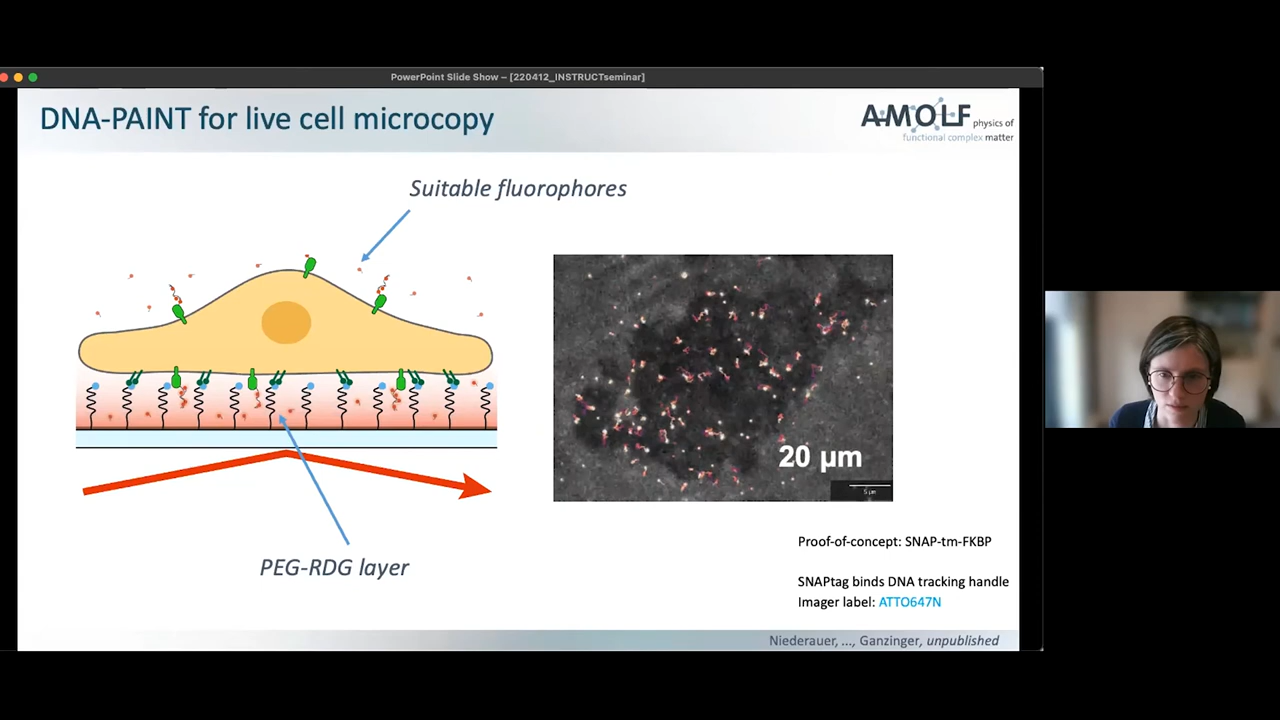 PowerPoint Slide Show – [220412_INSTRUCTseminar]
DNA-PAINT for live cell microcopy
AMOLF physics of
functional complex matter
Suitable fluorophores
20 µm
5 µm
PEG-RDG layer
Proof-of-concept: SNAP-tm-FKBP
SNAPtag binds DNA tracking handle
Imager label: ATTO647N
Niederauer, ..., Ganzinger, unpublished